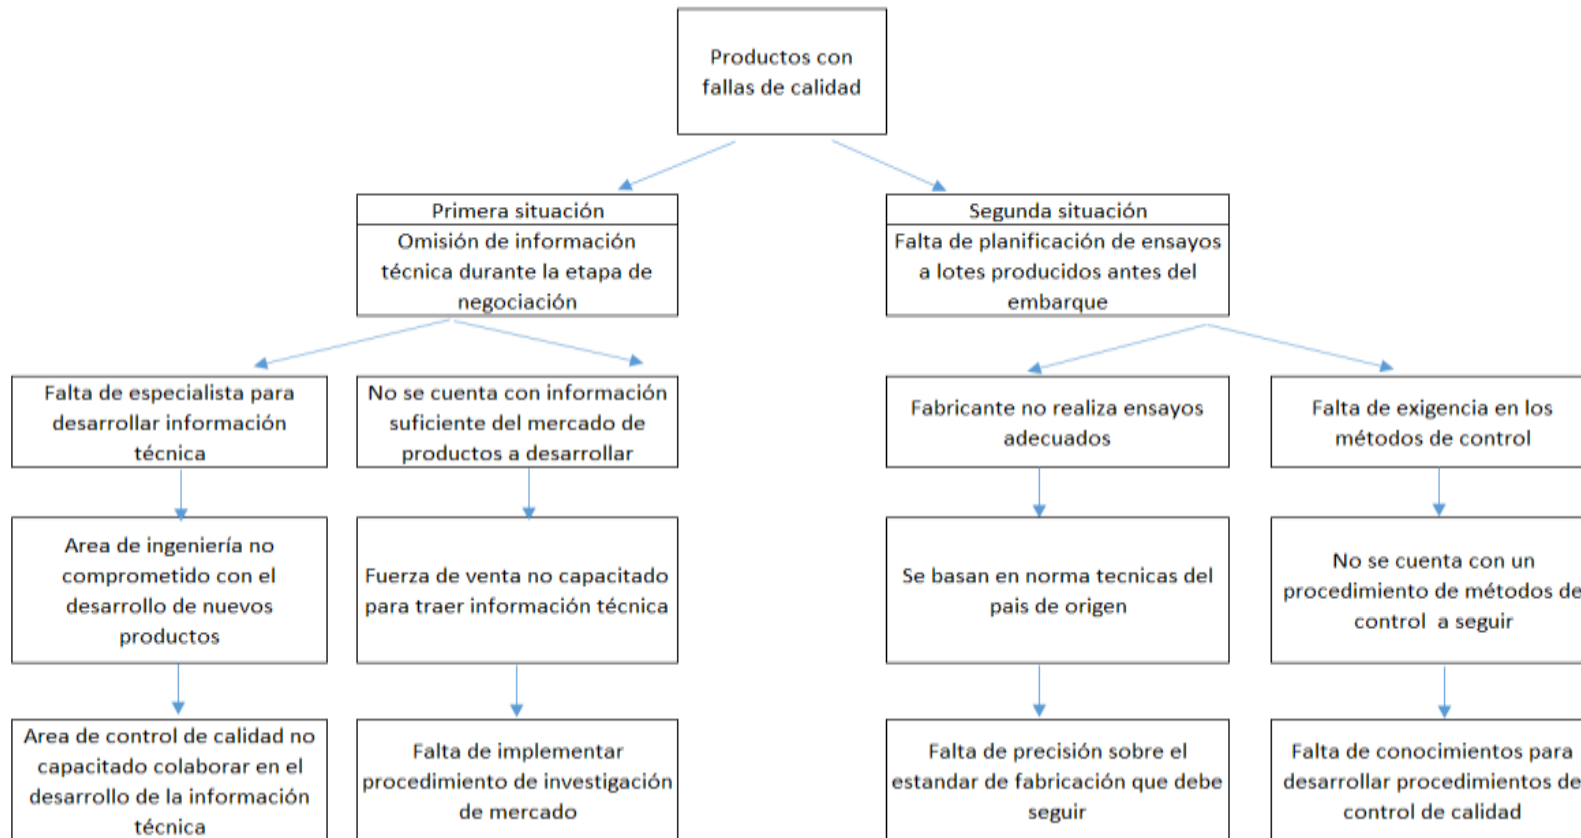 Productos con
fallas de calidad
Primera situación
Omisión de información
técnica durante la etapa de
negociación
Segunda situación
Falta de planificación de ensayos
a lotes producidos antes del
embarque
Falta de especialista para
desarrollar información
técnica
No se cuenta con información
suficiente del mercado de
productos a desarrollar
Fabricante no realiza ensayos
adecuados
Falta de exigencia en los
métodos de control
Area de ingeniería no
comprometido con el
desarrollo de nuevos
productos
Fuerza de venta no capacitado
para traer información técnica
Se basan en norma tecnicas del
pais de origen
No se cuenta con un
procedimiento de métodos de
control a seguir
Area de control de calidad no
capacitado colaborar en el
desarrollo de la información
técnica
Falta de implementar
procedimiento de investigación
de mercado
Falta de precisión sobre el
estandar de fabricación que debe
seguir
Falta de conocimientos para
desarrollar procedimientos de
control de calidad